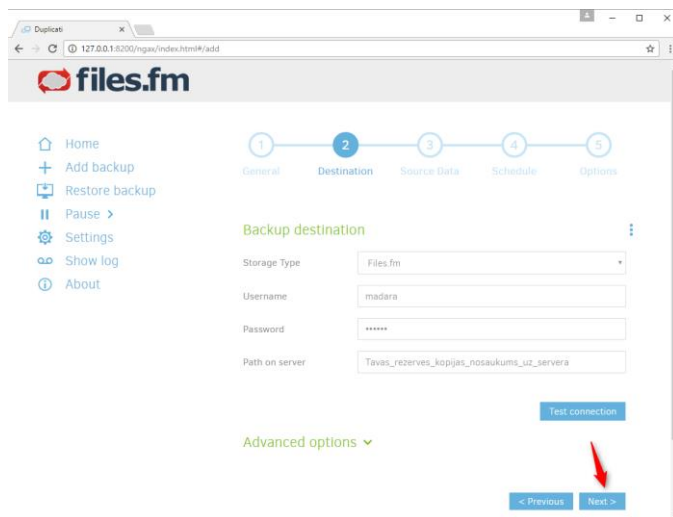 Duplicati
127.0.0.1:8200/ngax/index.html#/add
files.fm
Home
Add backup
Restore backup
Pause >
Settings
Show log
About
1 2 3 4 5
General Destination Source Data Schedule Options
Backup destination
Storage Type Files.fm
Username madara
Password ••••••
Path on server Tavas_rezerves_kopijas_nosaukums_uz_servera
Test connection
Advanced options
< Previous Next >